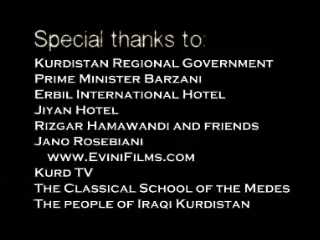 Special thanks to:
Kurdistan Regional Government
Prime Minister Barzani
Erbil International Hotel
Jiyan Hotel
Rizgar Hamawandi and friends
Jano Rosebiani
www.EviniFilms.com
Kurd TV
The Classical School of the Medes
The people of Iraqi Kurdistan